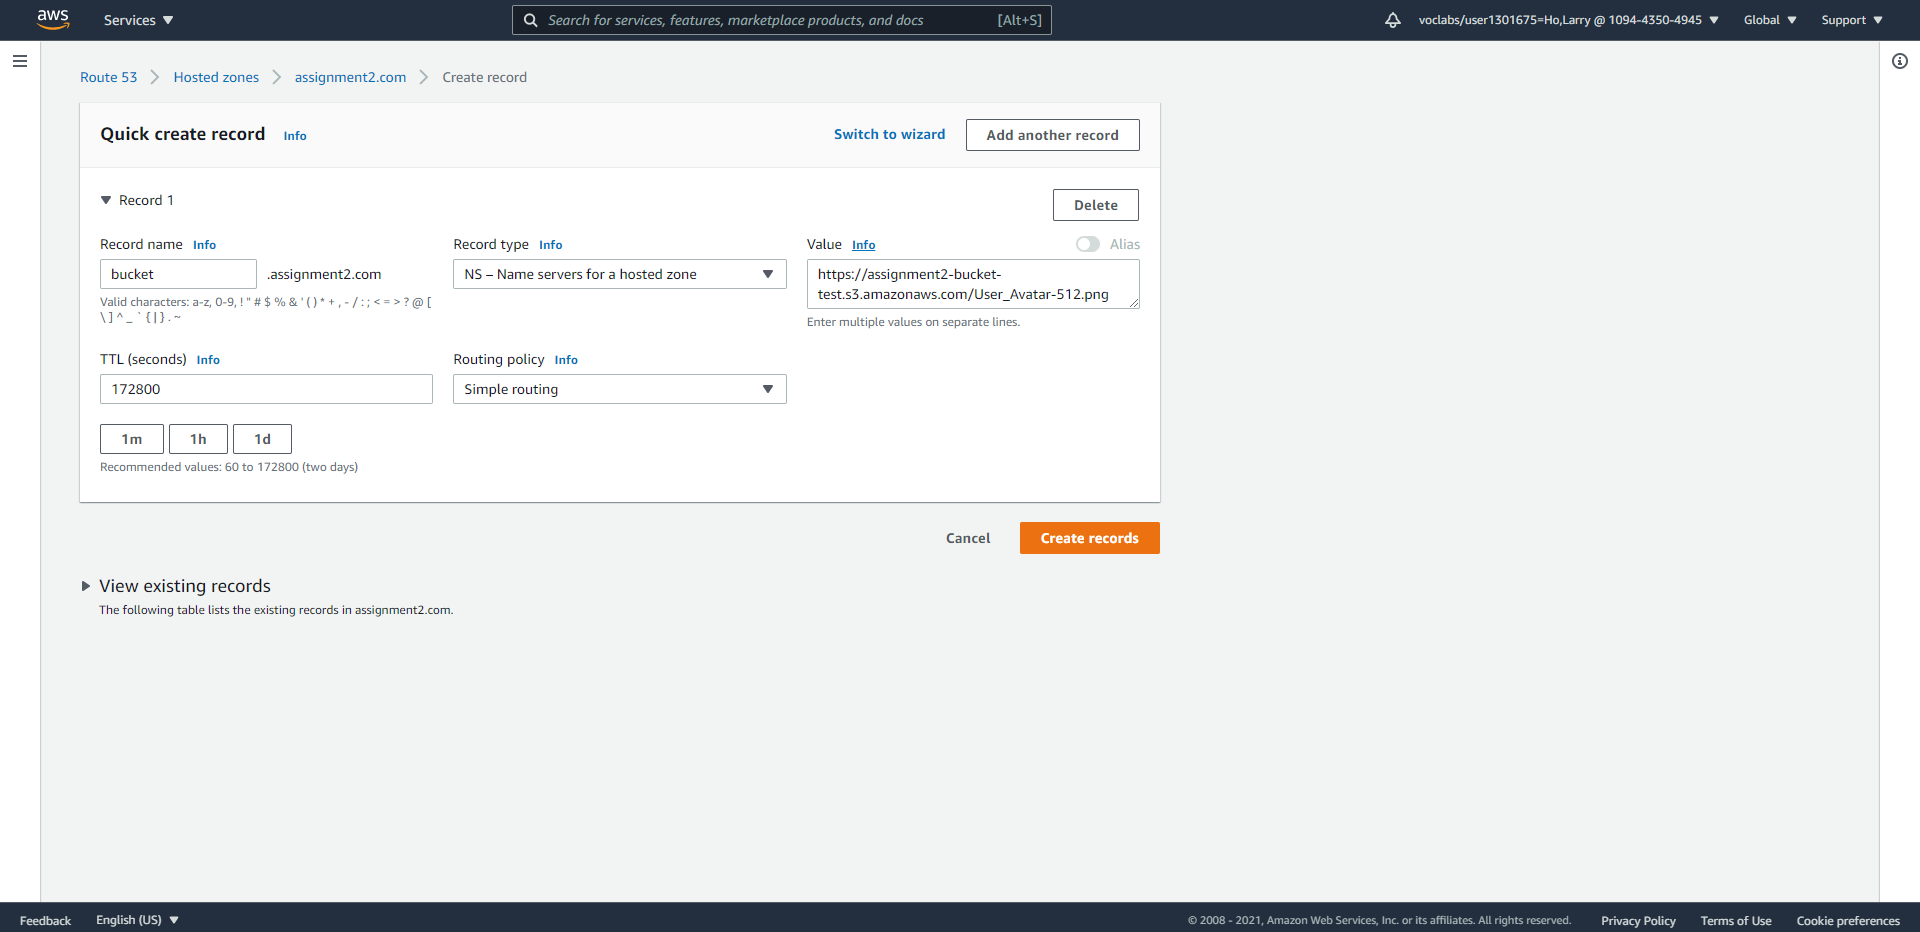 aws Services Search for services, features, marketplace products, and docs [Alt+S] voclabs/user1301675=Ho,Larry @ 1094-4350-4945 Global Support
Route 53 Hosted zones assignment2.com Create record
Quick create record Info Switch to wizard Add another record
Record 1 Delete
Record name Info Record type Info Value Info Alias
bucket .assignment2.com NS – Name servers for a hosted zone https://assignment2-bucket-
test.s3.amazonaws.com/User_Avatar-512.png
Valid characters: a-z, 0-9, ! " # $ % & ' ( ) * + , - / : ; < = > ? @ [
\ ] ^ _ ` { | } . ~
Enter multiple values on separate lines.
TTL (seconds) Info Routing policy Info
172800 Simple routing
1m 1h 1d
Recommended values: 60 to 172800 (two days)
Cancel Create records
View existing records
The following table lists the existing records in assignment2.com.
Feedback English (US) © 2008 - 2021, Amazon Web Services, Inc. or its affiliates. All rights reserved. Privacy Policy Terms of Use Cookie preferences